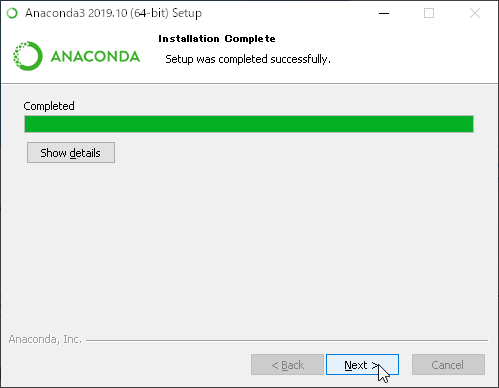 Anaconda3 2019.10 (64-bit) Setup
ANACONDA
Installation Complete
Setup was completed successfully.
Completed
Show details
Anaconda, Inc.
< Back
Next >
Cancel